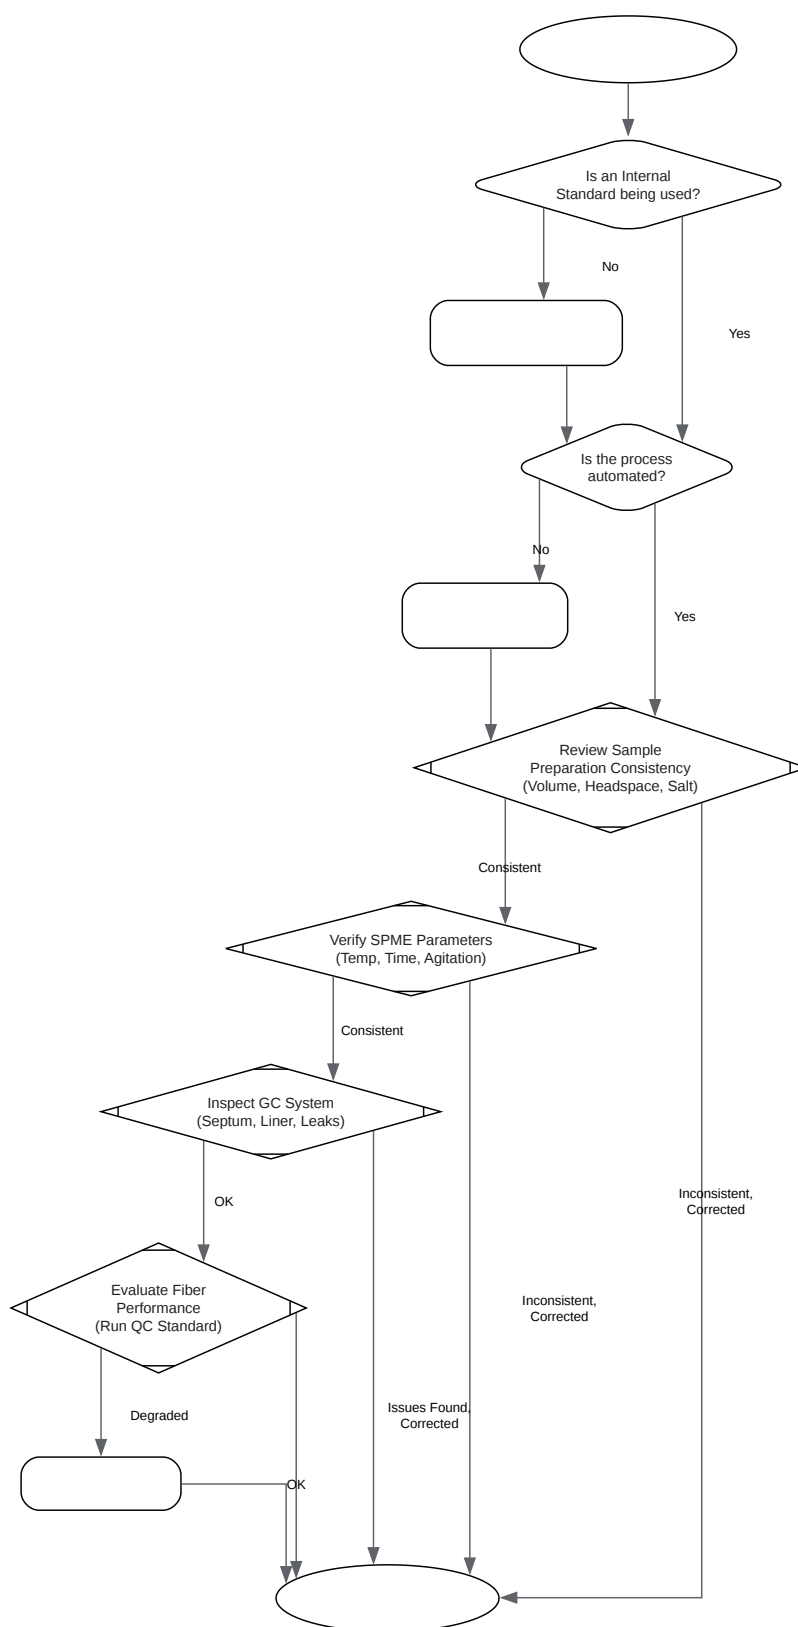 Is an Internal
Standard being used?
No
Yes
Is the process
automated?
No
Yes
Review Sample
Preparation Consistency
(Volume, Headspace, Salt)
Consistent
Verify SPME Parameters
(Temp, Time, Agitation)
Consistent
Inspect GC System
(Septum, Liner, Leaks)
OK
Inconsistent,
Corrected
Evaluate Fiber
Performance
(Run QC Standard)
Inconsistent,
Corrected
Issues Found,
Corrected
Degraded
OK